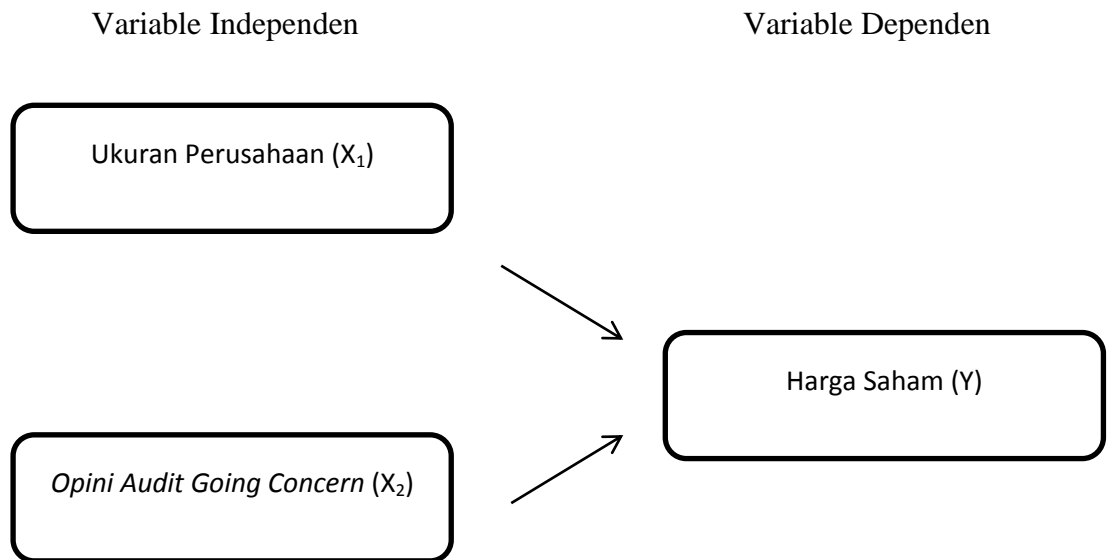 Variable Independen
Variable Dependen
Ukuran Perusahaan (X₁)
Harga Saham (Y)
Opini Audit Going Concern (X₂)